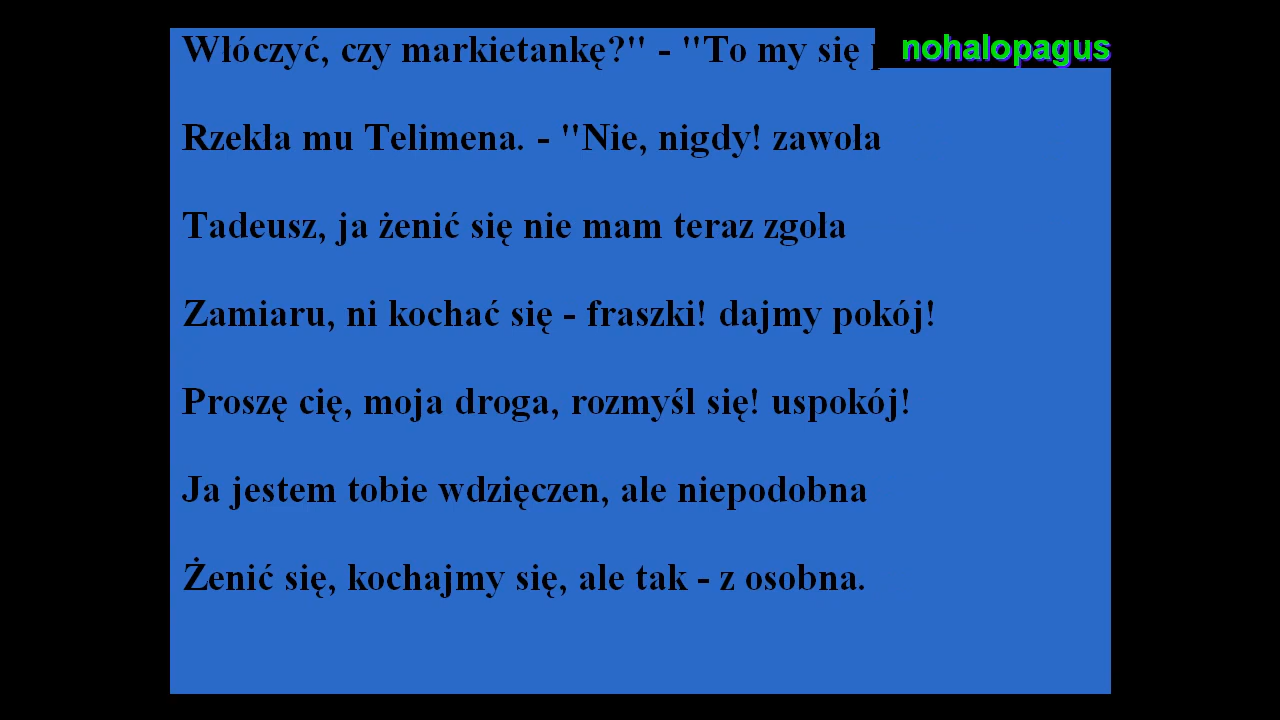 Włóczyć, czy markietankę?" - "To my się
nohalopagus
Rzekła mu Telimena. - "Nie, nigdy! zawoła
Tadeusz, ja żenić się nie mam teraz zgoła
Zamiaru, ni kochać się - fraszki! dajmy pokój!
Proszę cię, moja droga, rozmyśl się! uspokój!
Ja jestem tobie wdzięczen, ale niepodobna
Żenić się, kochajmy się, ale tak - z osobna.